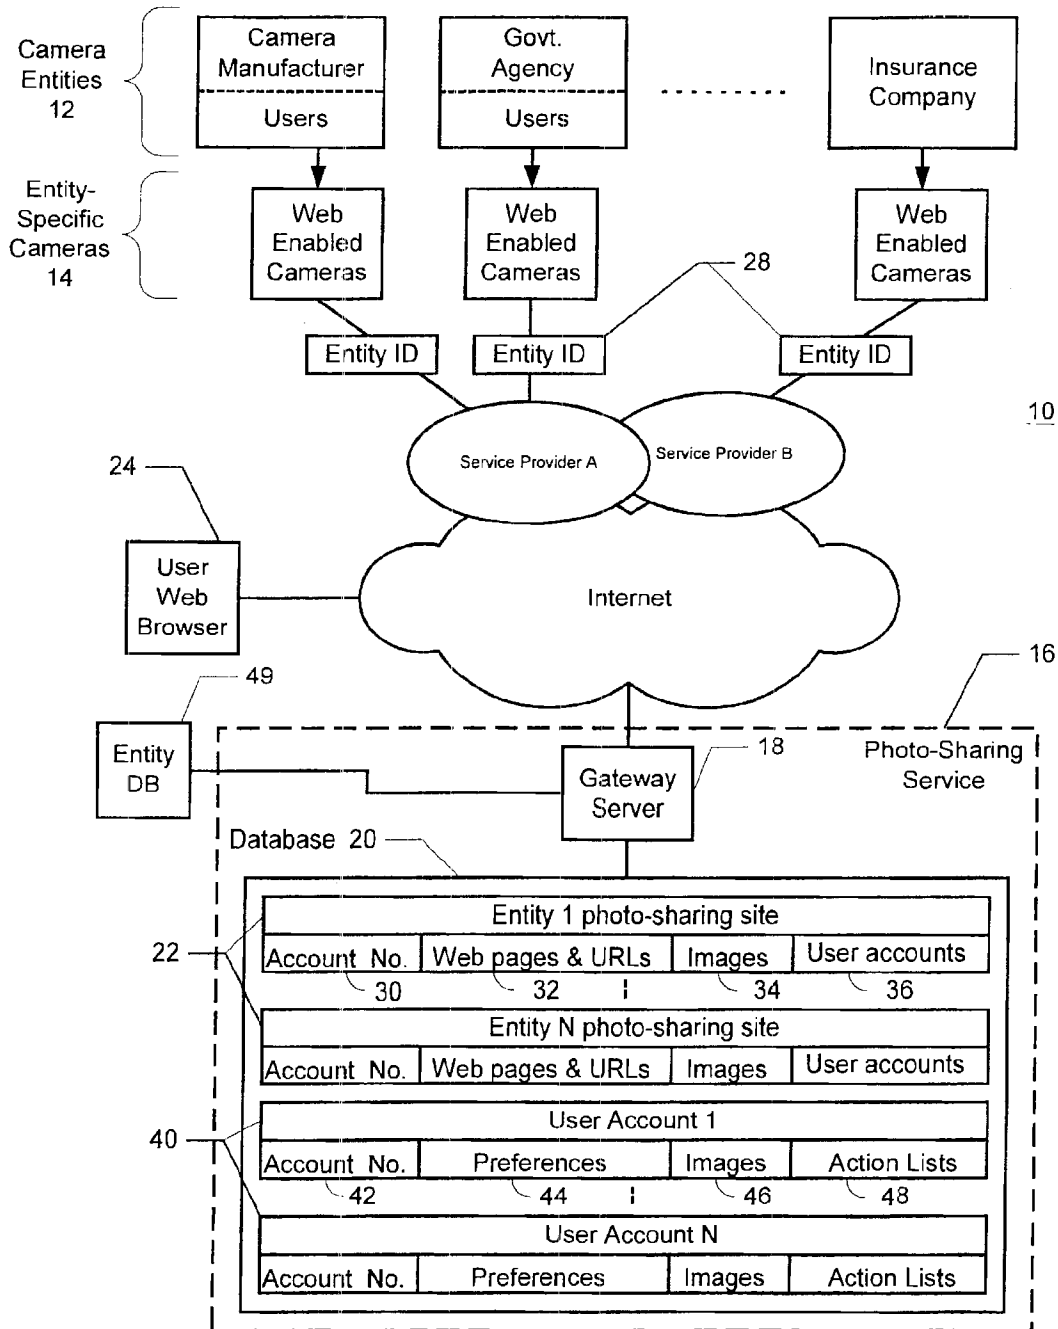 Camera
Entities
12
Camera
Manufacturer
Users
Govt.
Agency
Users
Insurance
Company
Entity-
Specific
Cameras
14
Web
Enabled
Cameras
Web
Enabled
Cameras
Web
Enabled
Cameras
28
Entity ID
Entity ID
Entity ID
10
Service Provider A
Service Provider B
24
User
Web
Browser
Internet
16
49
Entity
DB
18
Photo-Sharing
Service
Gateway
Server
Database 20
Entity 1 photo-sharing site
22
Account No.
Web pages & URLs
Images
User accounts
30
32
34
36
Entity N photo-sharing site
Account No.
Web pages & URLs
Images
User accounts
User Account 1
40
Account No.
Preferences
Images
Action Lists
42
44
46
48
User Account N
Account No.
Preferences
Images
Action Lists